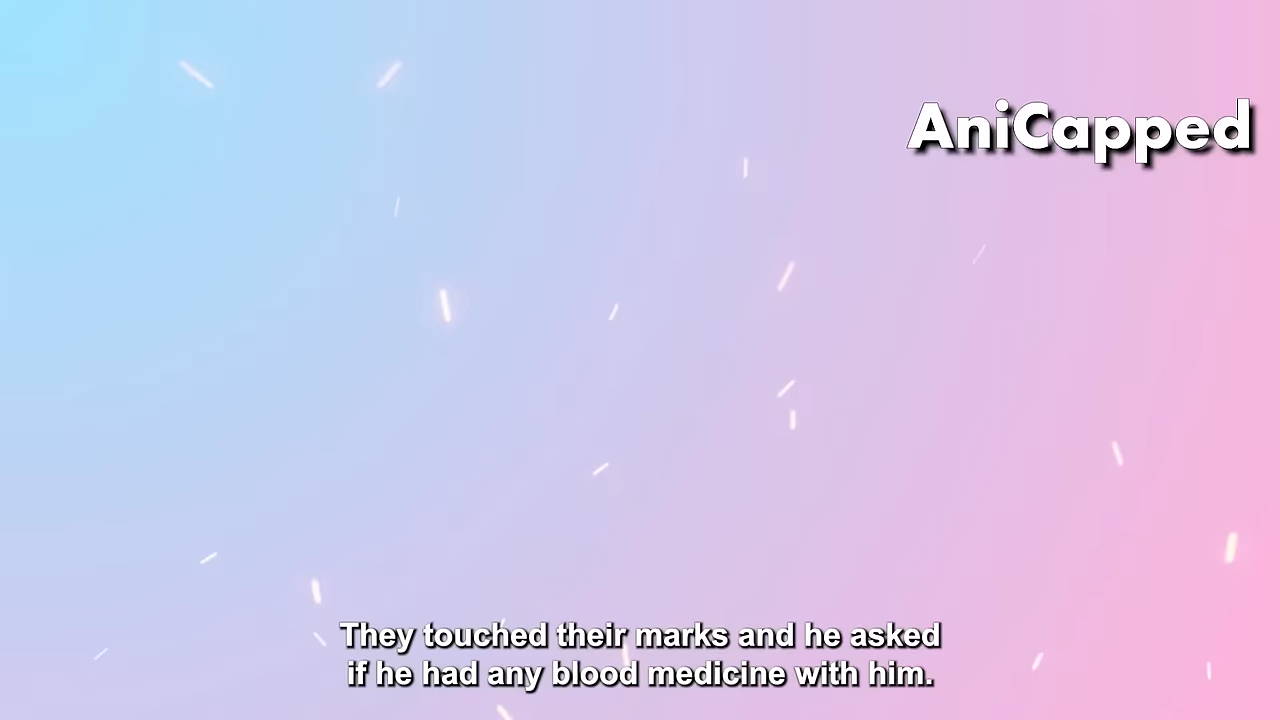 AniCapped
They touched their marks and he asked
if he had any blood medicine with him.